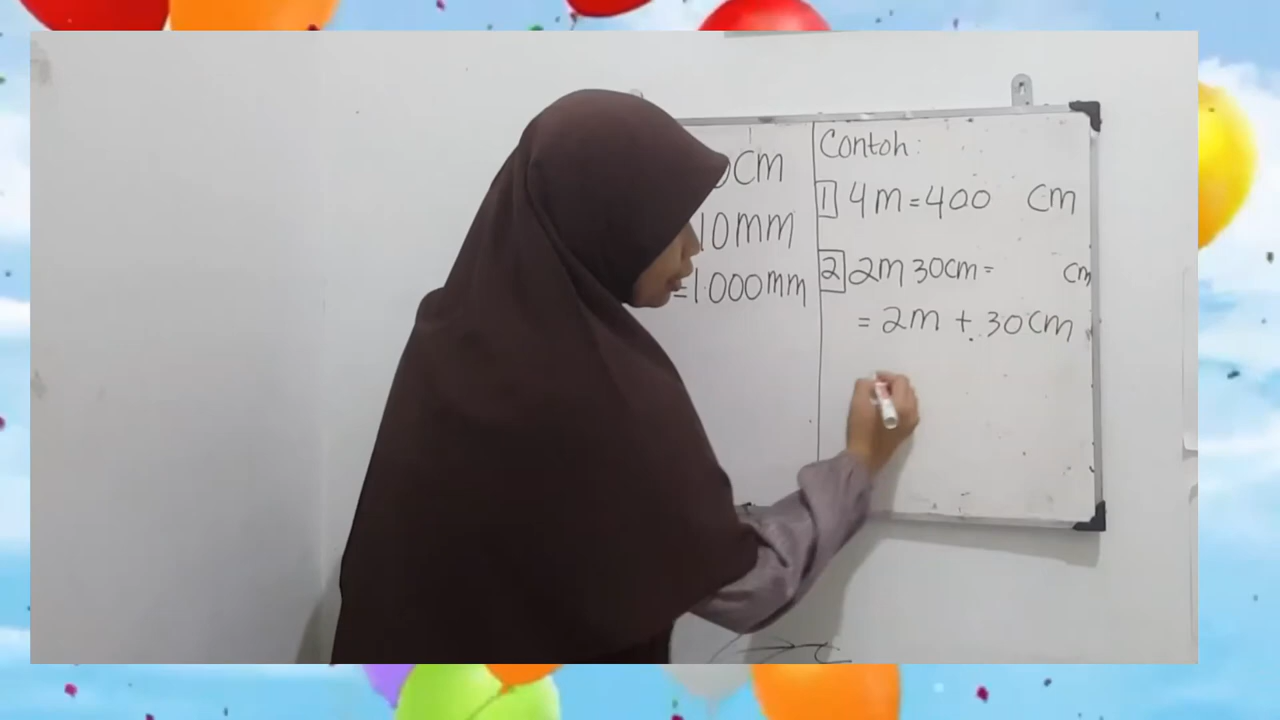 0Cm
10mm
=1.000mm
Contoh:
1 4m=400 Cm
2 2m 30cm= cm
= 2m + 30cm